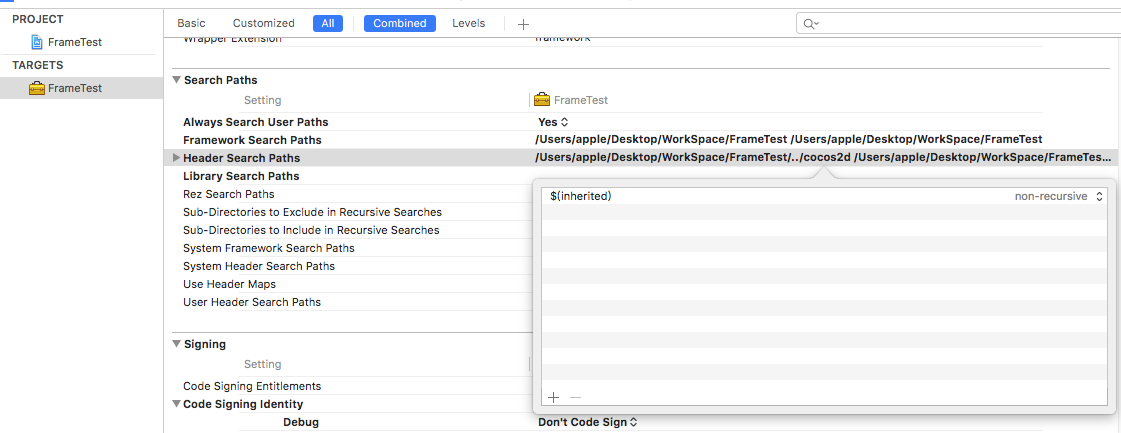 PROJECT
FrameTest
TARGETS
FrameTest
Basic Customized All Combined Levels +
Wrapper Extension framework
Search Paths
Setting FrameTest
Always Search User Paths Yes
Framework Search Paths /Users/apple/Desktop/WorkSpace/FrameTest /Users/apple/Desktop/WorkSpace/FrameTest
Header Search Paths /Users/apple/Desktop/WorkSpace/FrameTest/../cocos2d /Users/apple/Desktop/WorkSpace/FrameTes...
Library Search Paths
Rez Search Paths
Sub-Directories to Exclude in Recursive Searches
Sub-Directories to Include in Recursive Searches
System Framework Search Paths
System Header Search Paths
Use Header Maps
User Header Search Paths
$(inherited) non-recursive
+ −
Signing
Setting
Code Signing Entitlements
Code Signing Identity
Debug Don't Code Sign